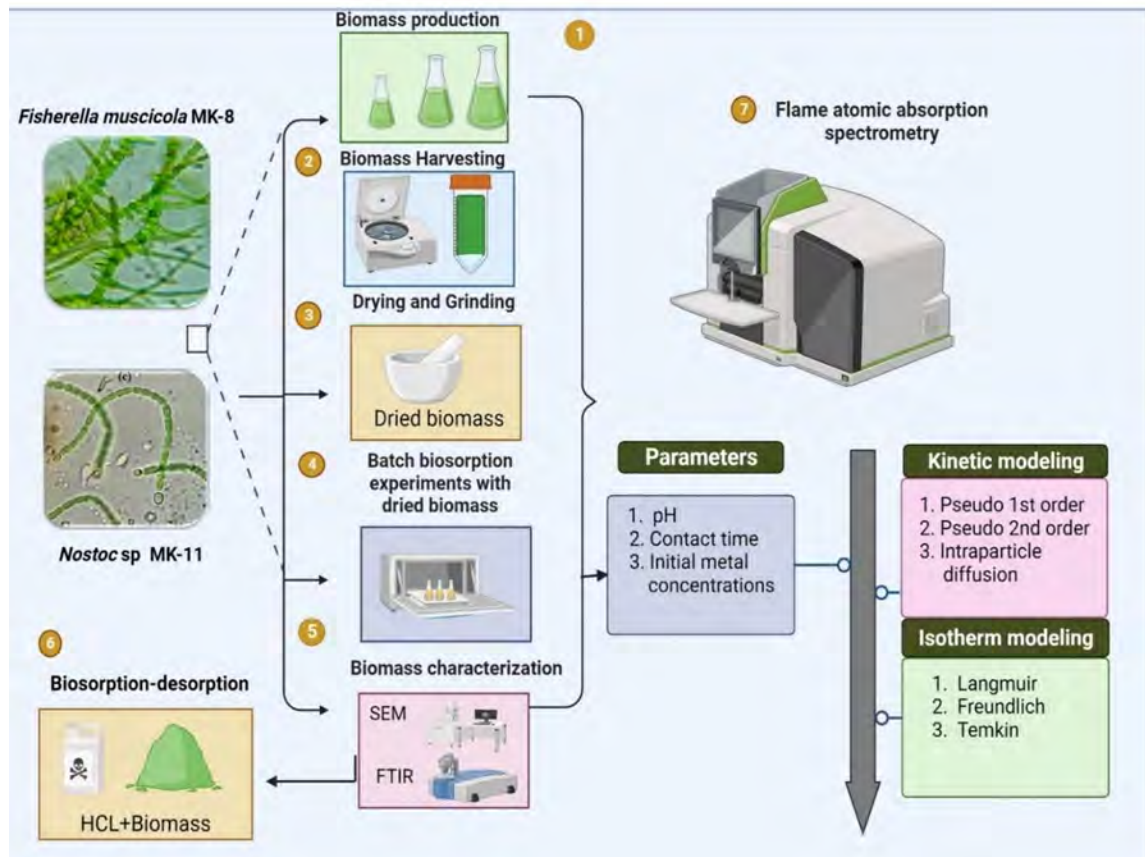 Biomass production
1
Fisherella muscicola MK-8
2
Biomass Harvesting
Drying and Grinding
3
Dried biomass
(c)
Nostoc sp MK-11
4
Batch biosorption
experiments with
dried biomass
5
Biomass characterization
SEM
FTIR
6
Biosorption-desorption
HCL+Biomass
7
Flame atomic absorption
spectrometry
Parameters
1. pH
2. Contact time
3. Initial metal
concentrations
Kinetic modeling
1. Pseudo 1st order
2. Pseudo 2nd order
3. Intraparticle
diffusion
Isotherm modeling
1. Langmuir
2. Freundlich
3. Temkin